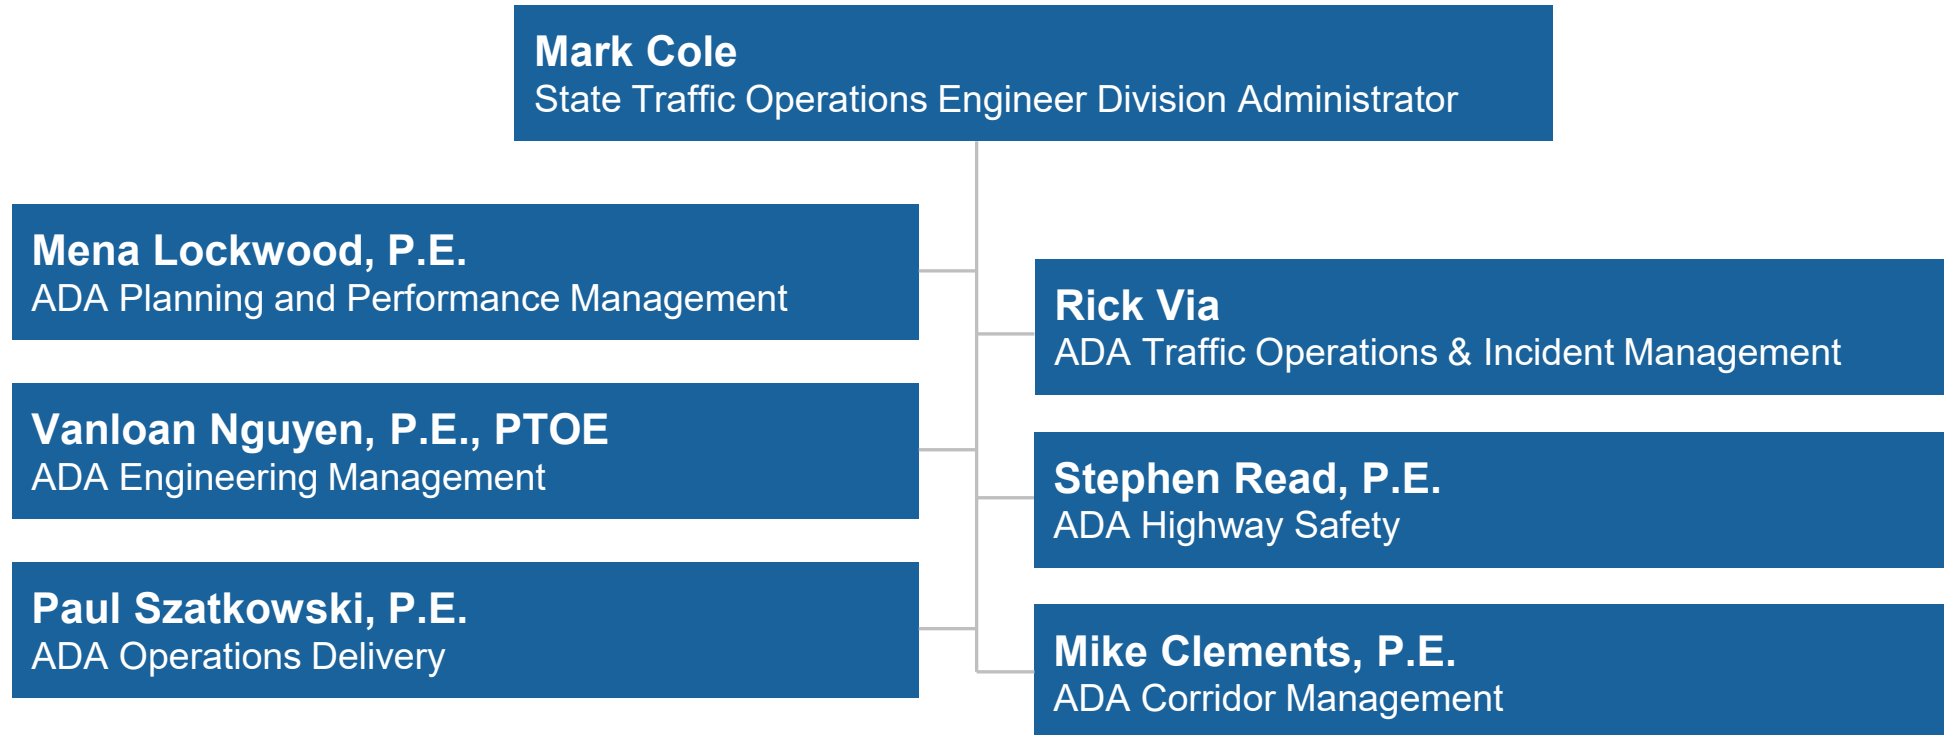 Mark Cole
State Traffic Operations Engineer Division Administrator
Mena Lockwood, P.E.
ADA Planning and Performance Management
Vanloan Nguyen, P.E., PTOE
ADA Engineering Management
Paul Szatkowski, P.E.
ADA Operations Delivery
Rick Via
ADA Traffic Operations & Incident Management
Stephen Read, P.E.
ADA Highway Safety
Mike Clements, P.E.
ADA Corridor Management